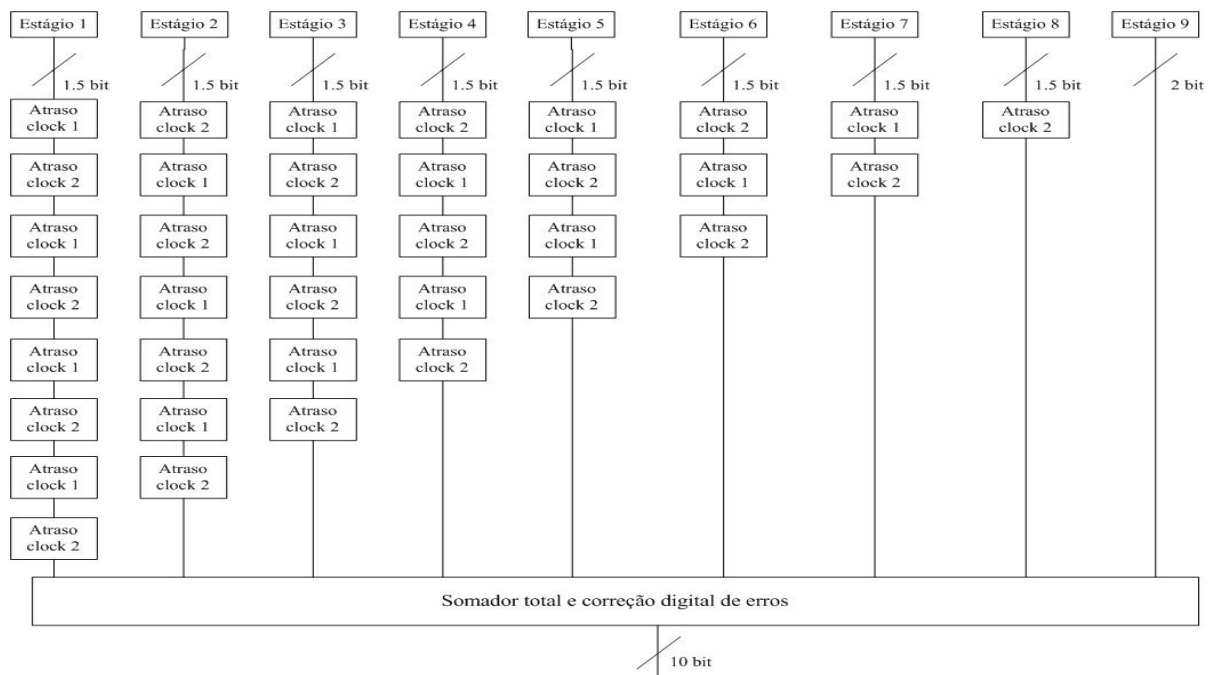 Estágio 1 Estágio 2 Estágio 3 Estágio 4 Estágio 5 Estágio 6 Estágio 7 Estágio 8 Estágio 9
1.5 bit 1.5 bit 1.5 bit 1.5 bit 1.5 bit 1.5 bit 1.5 bit 1.5 bit 2 bit
Atraso Atraso Atraso Atraso Atraso Atraso Atraso Atraso
clock 1 clock 2 clock 1 clock 2 clock 1 clock 2 clock 1 clock 2
Atraso Atraso Atraso Atraso Atraso Atraso Atraso
clock 2 clock 1 clock 2 clock 1 clock 2 clock 1 clock 2
Atraso Atraso Atraso Atraso Atraso Atraso
clock 1 clock 2 clock 1 clock 2 clock 1 clock 2
Atraso Atraso Atraso Atraso Atraso
clock 2 clock 1 clock 2 clock 1 clock 2
Atraso Atraso Atraso Atraso
clock 1 clock 2 clock 1 clock 2
Atraso Atraso Atraso
clock 2 clock 1 clock 2
Atraso Atraso
clock 1 clock 2
Atraso
clock 2
Somador total e correção digital de erros
10 bit